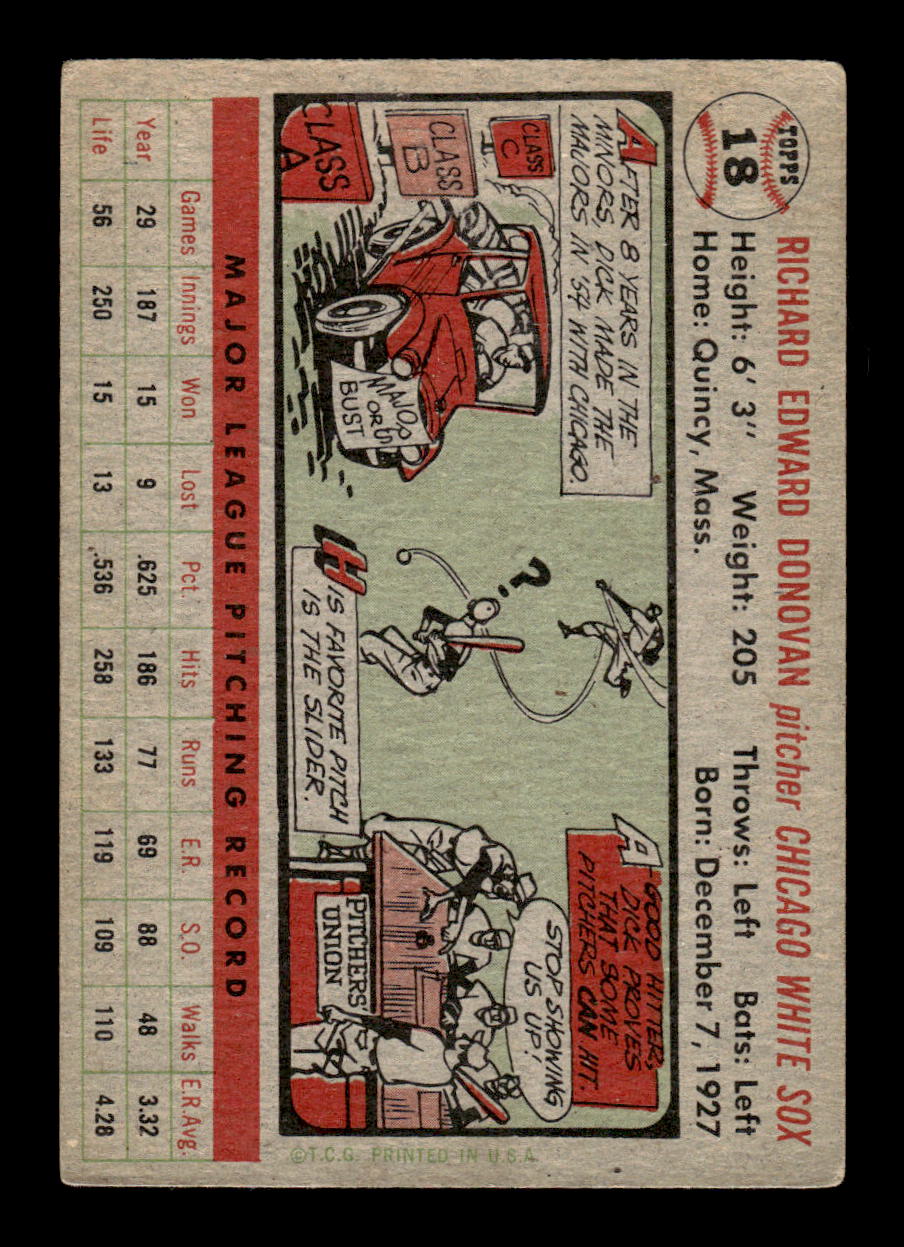 TOPPS
18
RICHARD EDWARD DONOVAN pitcher CHICAGO WHITE SOX
Height: 6' 3" Weight: 205 Throws: Left Bats: Left
Home: Quincy, Mass. Born: December 7, 1927
AFTER 8 YEARS IN THE
MINORS, DICK MADE THE
MAJORS IN '54 WITH CHICAGO.
CLASS
C
CLASS
B
CLASS
A
MAJORS
OR
BUST
?
HIS FAVORITE PITCH
IS THE SLIDER.
A GOOD HITTER,
DICK PROVES
THAT SOME
PITCHERS CAN HIT.
STOP SHOWING
US UP!
PITCHERS'
UNION
©T.C.G. PRINTED IN U.S.A.
MAJOR LEAGUE PITCHING RECORD
Games Innings Won Lost Pct. Hits Runs E.R. S.O. Walks E.R.Avg.
Year 29 187 15 9 .625 186 77 69 88 48 3.32
Life 56 250 15 13 .536 258 133 119 109 110 4.28